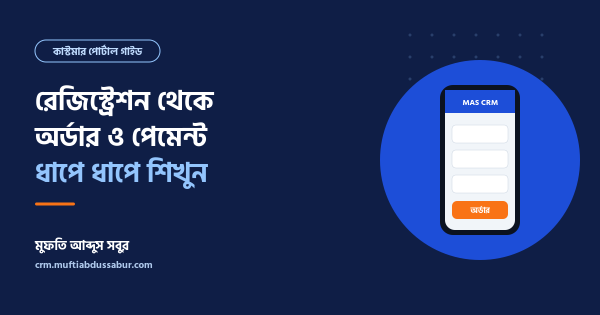 কাস্টমার পোর্টাল গাইড
রেজিস্ট্রেশন থেকে
অর্ডার ও পেমেন্ট
ধাপে ধাপে শিখুন
মুফতি আব্দুস সবুর
crm.muftiabdussabur.com
MAS CRM
অর্ডার